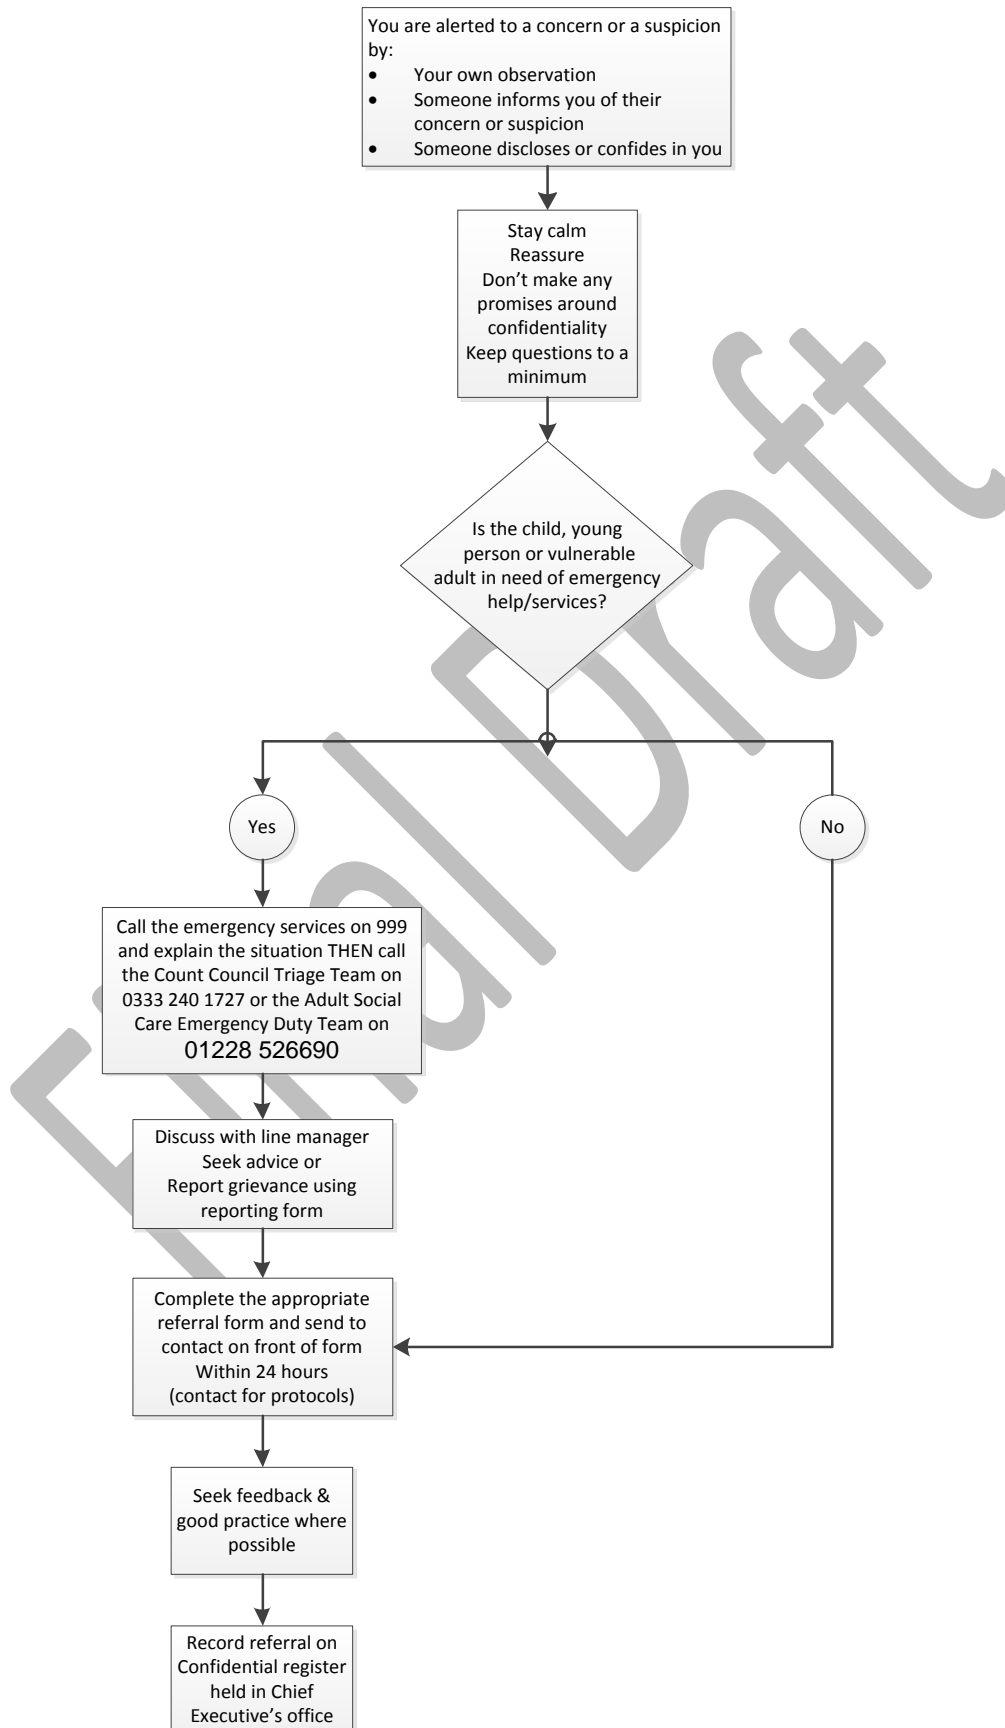 You are alerted to a concern or a suspicion
by:
• Your own observation
• Someone informs you of their
concern or suspicion
• Someone discloses or confides in you
Stay calm
Reassure
Don’t make any
promises around
confidentiality
Keep questions to a
minimum
Is the child, young
person or vulnerable
adult in need of emergency
help/services?
Yes
No
Call the emergency services on 999
and explain the situation THEN call
the Count Council Triage Team on
0333 240 1727 or the Adult Social
Care Emergency Duty Team on
01228 526690
Discuss with line manager
Seek advice or
Report grievance using
reporting form
Complete the appropriate
referral form and send to
contact on front of form
Within 24 hours
(contact for protocols)
Seek feedback &
good practice where
possible
Record referral on
Confidential register
held in Chief
Executive’s office
Final Draft